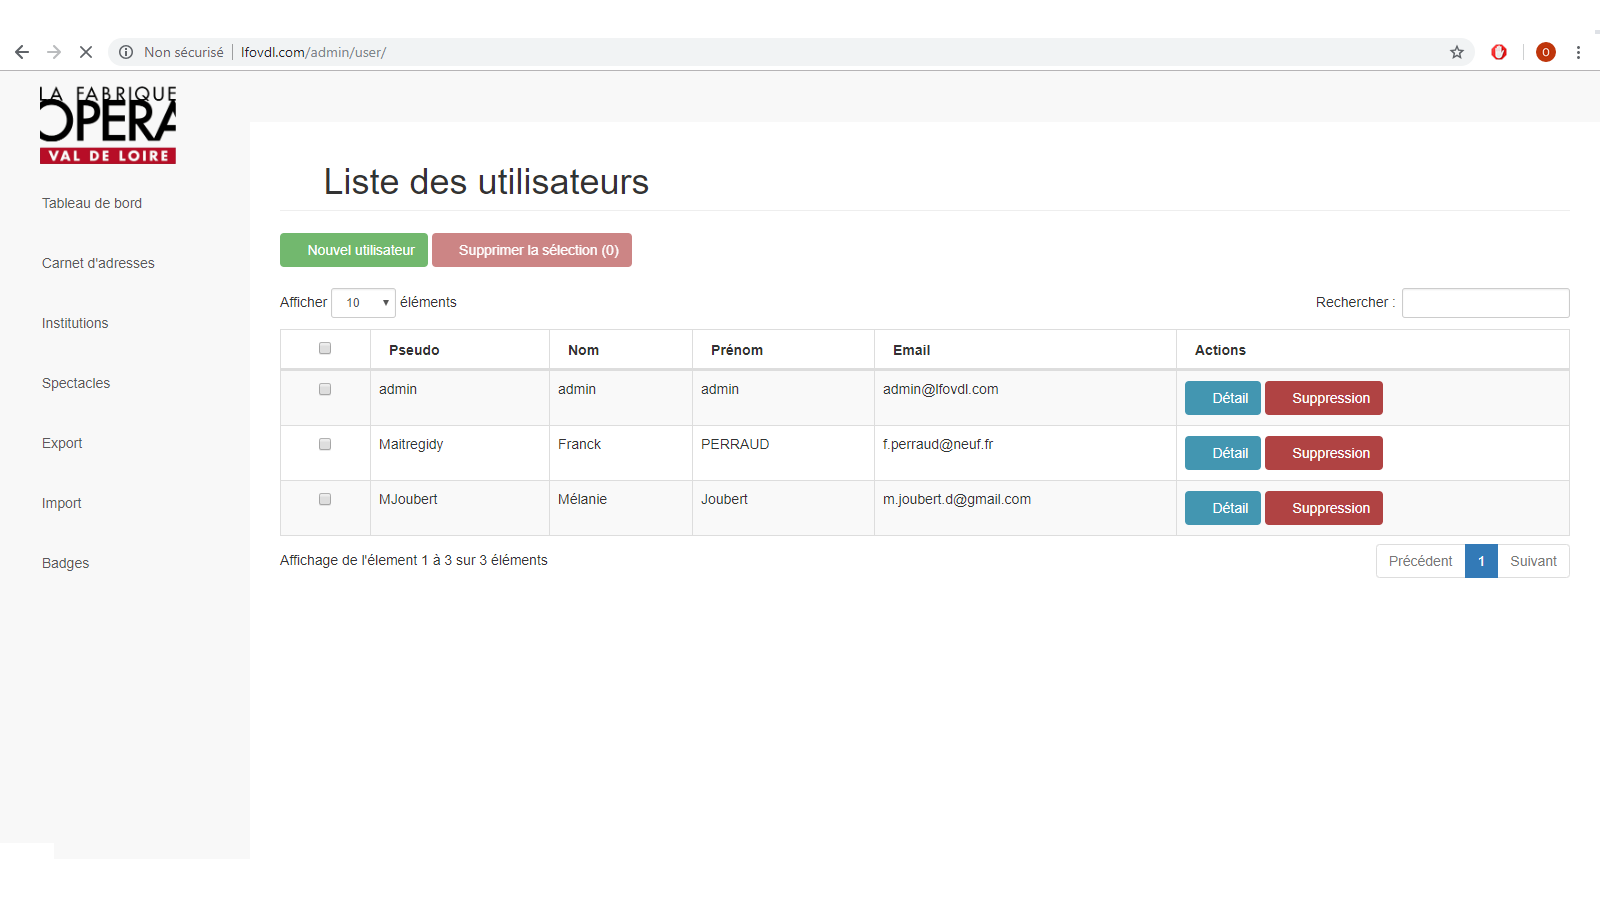 Non sécurisé | lfovdl.com/admin/user/
O
LA FABRIQUE
OPERA
VAL DE LOIRE
Tableau de bord
Carnet d'adresses
Institutions
Spectacles
Export
Import
Badges
Liste des utilisateurs
Nouvel utilisateur Supprimer la sélection (0)
Afficher 10 éléments Rechercher :
Pseudo Nom Prénom Email Actions
admin admin admin admin@lfovdl.com Détail Suppression
Maitregidy Franck PERRAUD f.perraud@neuf.fr Détail Suppression
MJoubert Mélanie Joubert m.joubert.d@gmail.com Détail Suppression
Affichage de l'élement 1 à 3 sur 3 éléments Précédent 1 Suivant